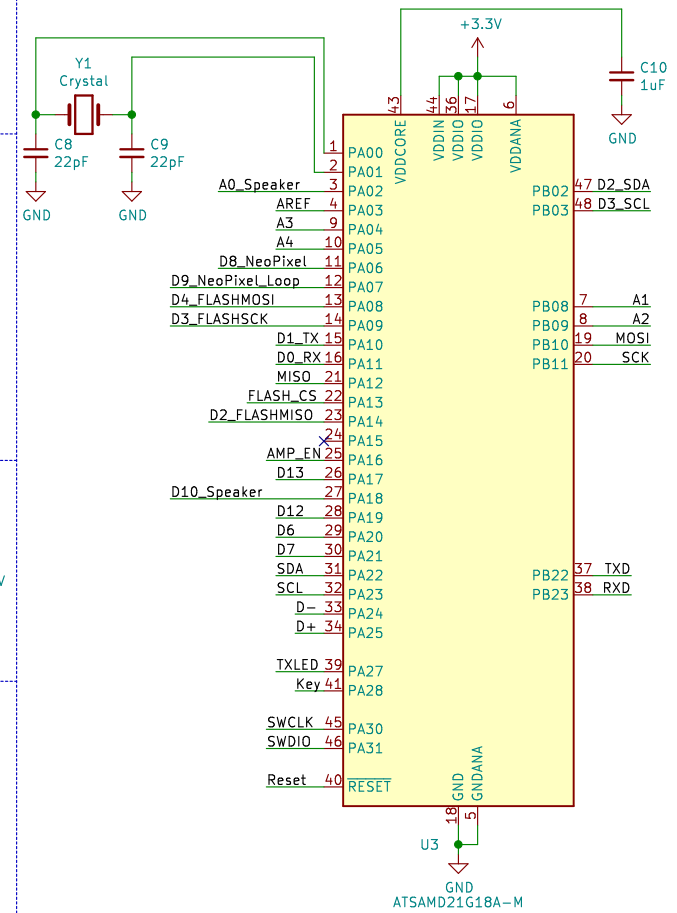 +3.3V
Y1
Crystal
C10
1uF
43
44
36
17
6
GND
C8
22pF
C9
22pF
GND
GND
VDDCORE
VDDIN
VDDIO
VDDIO
VDDANA
1 PA00
2 PA01
A0_Speaker 3 PA02
AREF 4 PA03
A3 9 PA04
A4 10 PA05
D8_NeoPixel 11 PA06
D9_NeoPixel_Loop 12 PA07
D4_FLASHMOSI 13 PA08
D3_FLASHSCK 14 PA09
D1_TX 15 PA10
D0_RX 16 PA11
MISO 21 PA12
FLASH_CS 22 PA13
D2_FLASHMISO 23 PA14
24 PA15
AMP_EN 25 PA16
D13 26 PA17
D10_Speaker 27 PA18
D12 28 PA19
D6 29 PA20
D7 30 PA21
SDA 31 PA22
SCL 32 PA23
D- 33 PA24
D+ 34 PA25
TXLED 39 PA27
Key 41 PA28
SWCLK 45 PA30
SWDIO 46 PA31
Reset 40 RESET
PB02 47 D2_SDA
PB03 48 D3_SCL
PB08 7 A1
PB09 8 A2
PB10 19 MOSI
PB11 20 SCK
PB22 37 TXD
PB23 38 RXD
GND
GNDANA
18
5
U3
GND
ATSAMD21G18A-M
V